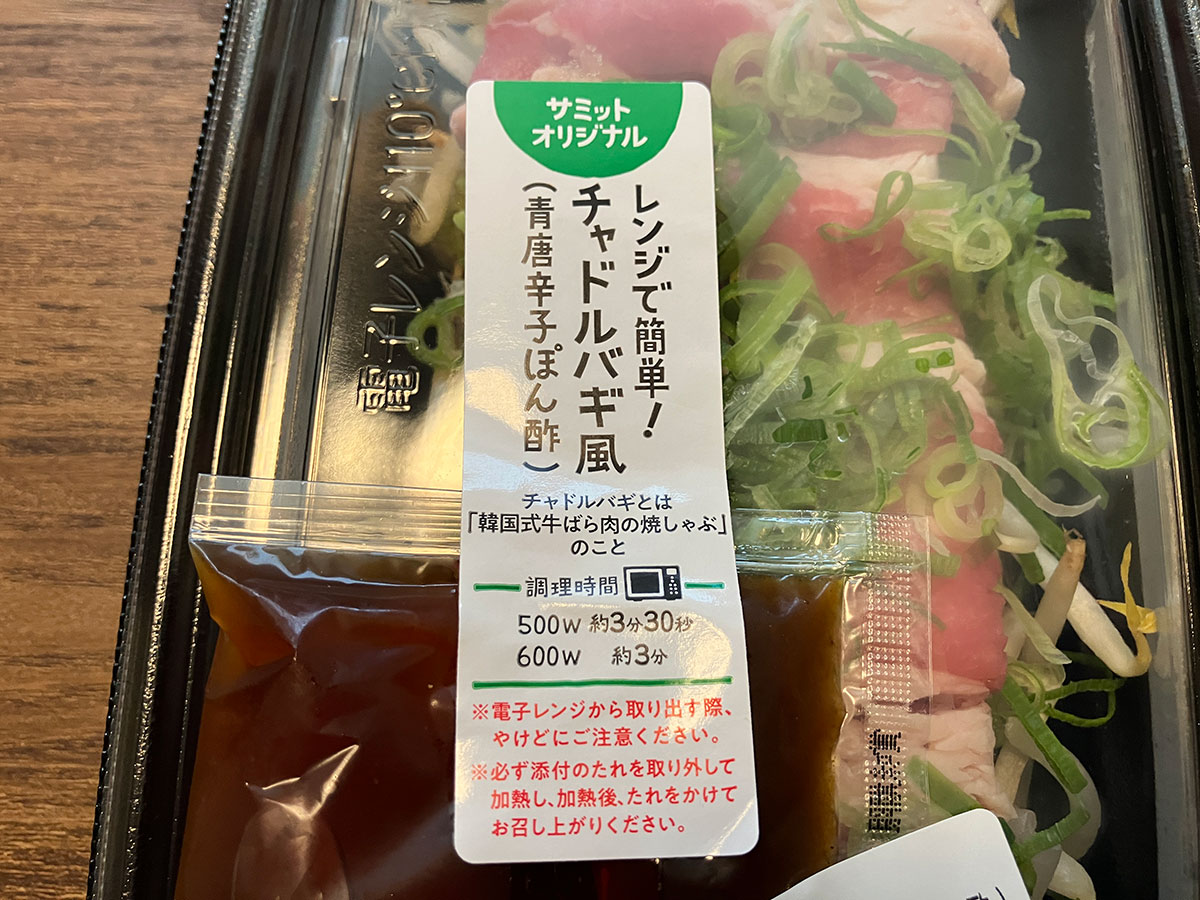 サミット
オリジナル
レンジで簡単！
チャドルバギ風
（青唐辛子ぽん酢）
チャドルバギとは
「韓国式牛ばら肉の焼しゃぶ」
のこと
調理時間
500W 約3分30秒
600W 約3分
※電子レンジから取り出す際、
やけどにご注意ください。
※必ず添付のたれを取り外して
加熱し、加熱後、たれをかけて
お召し上がりください。
電子レンジ